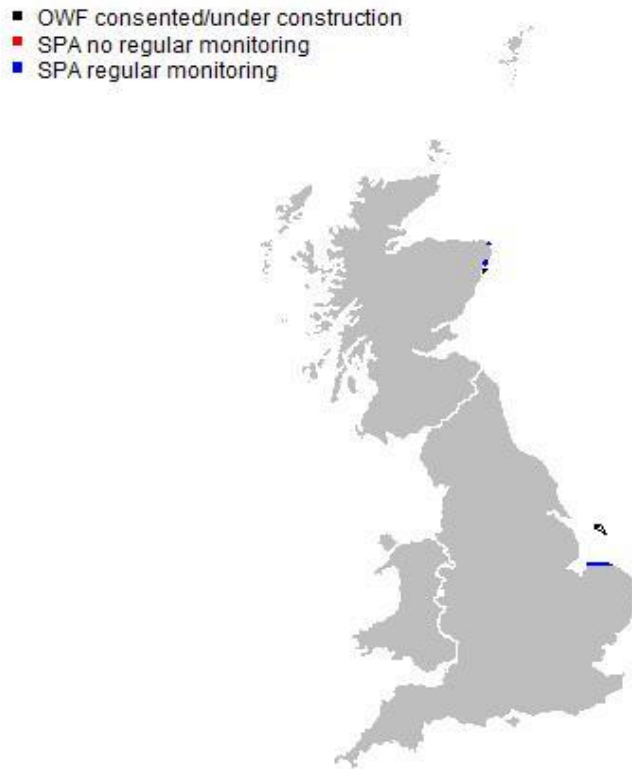 OWF consented/under construction
SPA no regular monitoring
SPA regular monitoring